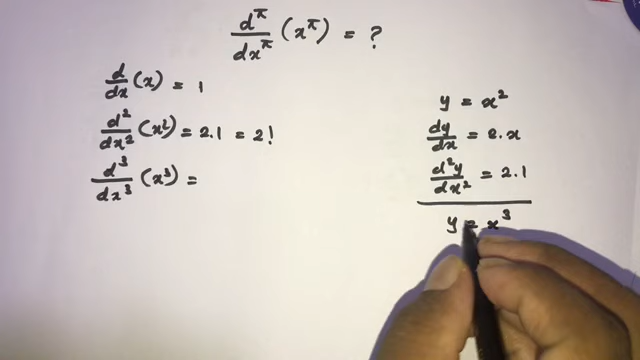 d^π/dx^π (x^π) = ?
d/dx (x) = 1
d²/dx² (x²) = 2.1 = 2!
d³/dx³ (x³) =
y = x²
dy/dx = 2.x
d²y/dx² = 2.1
y = x³